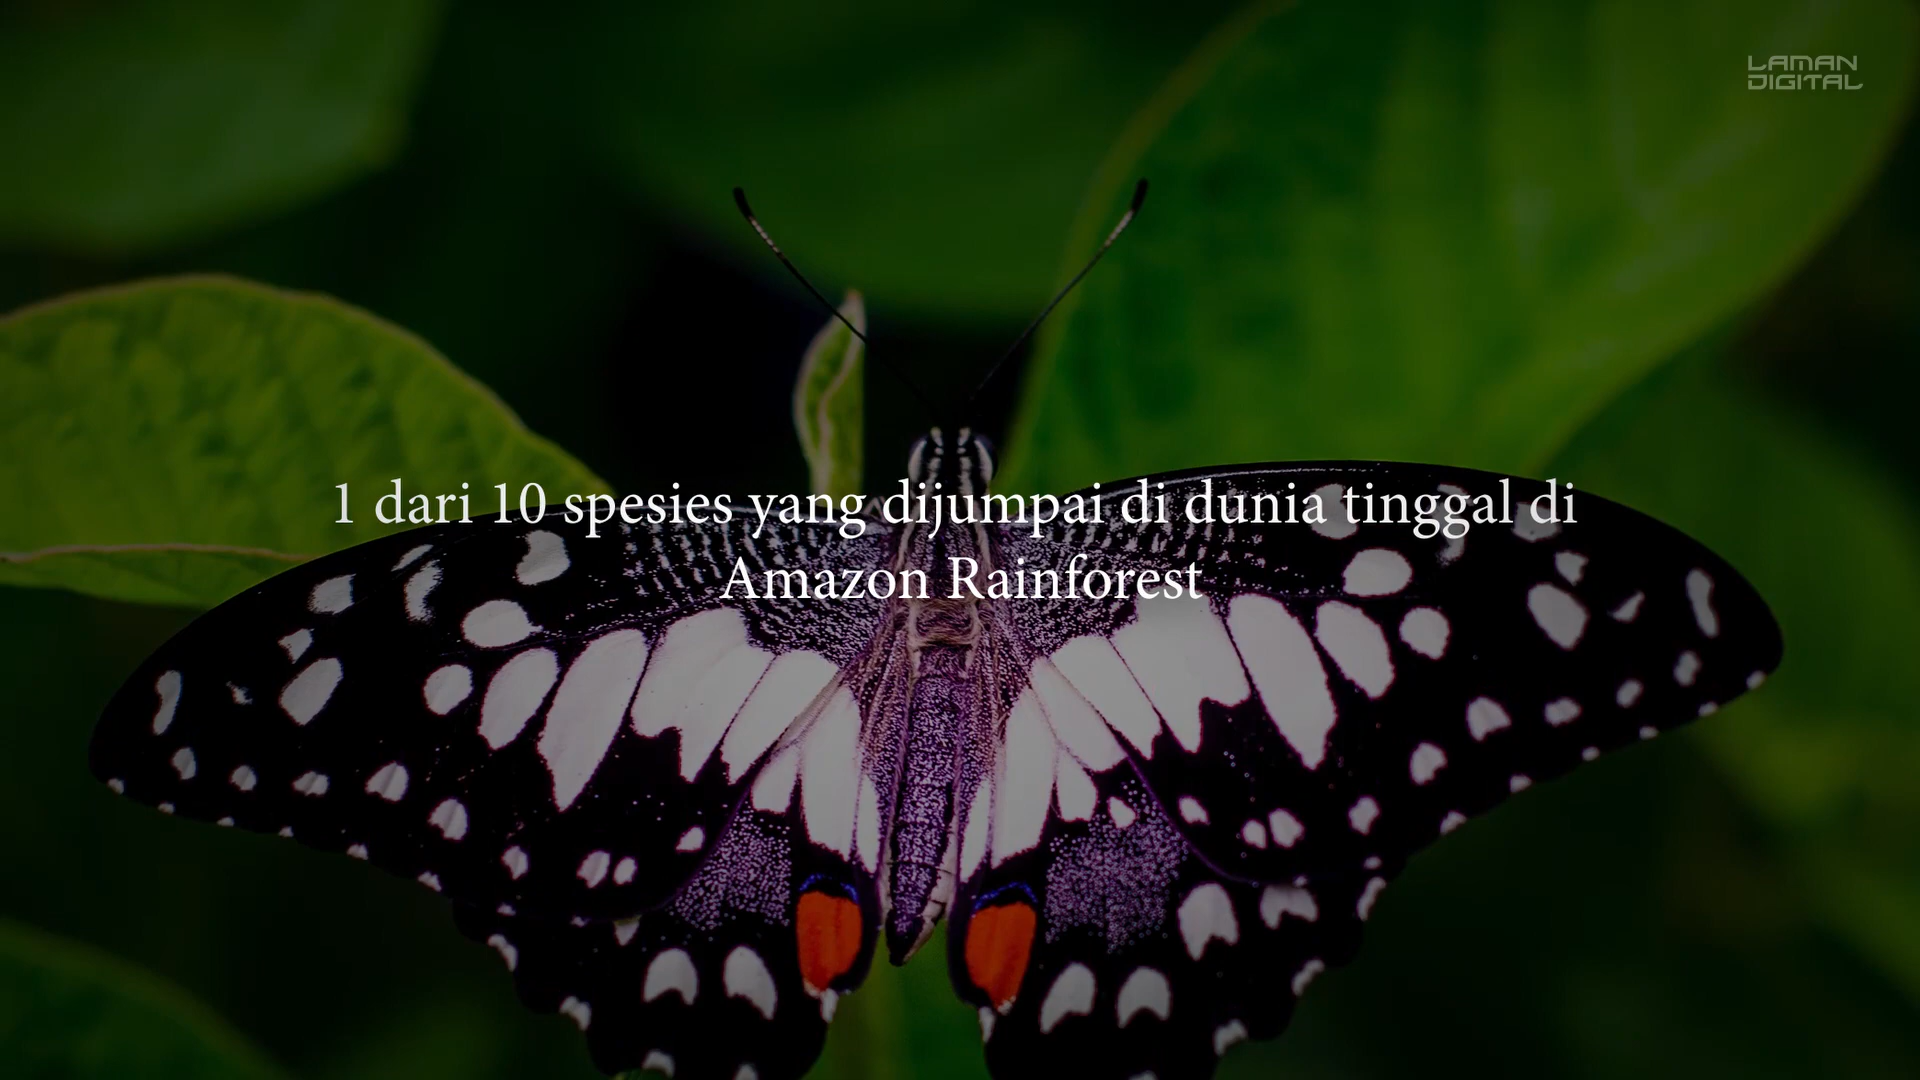 LAMAN
DIGITAL
1 dari 10 spesies yang dijumpai di dunia tinggal di
Amazon Rainforest